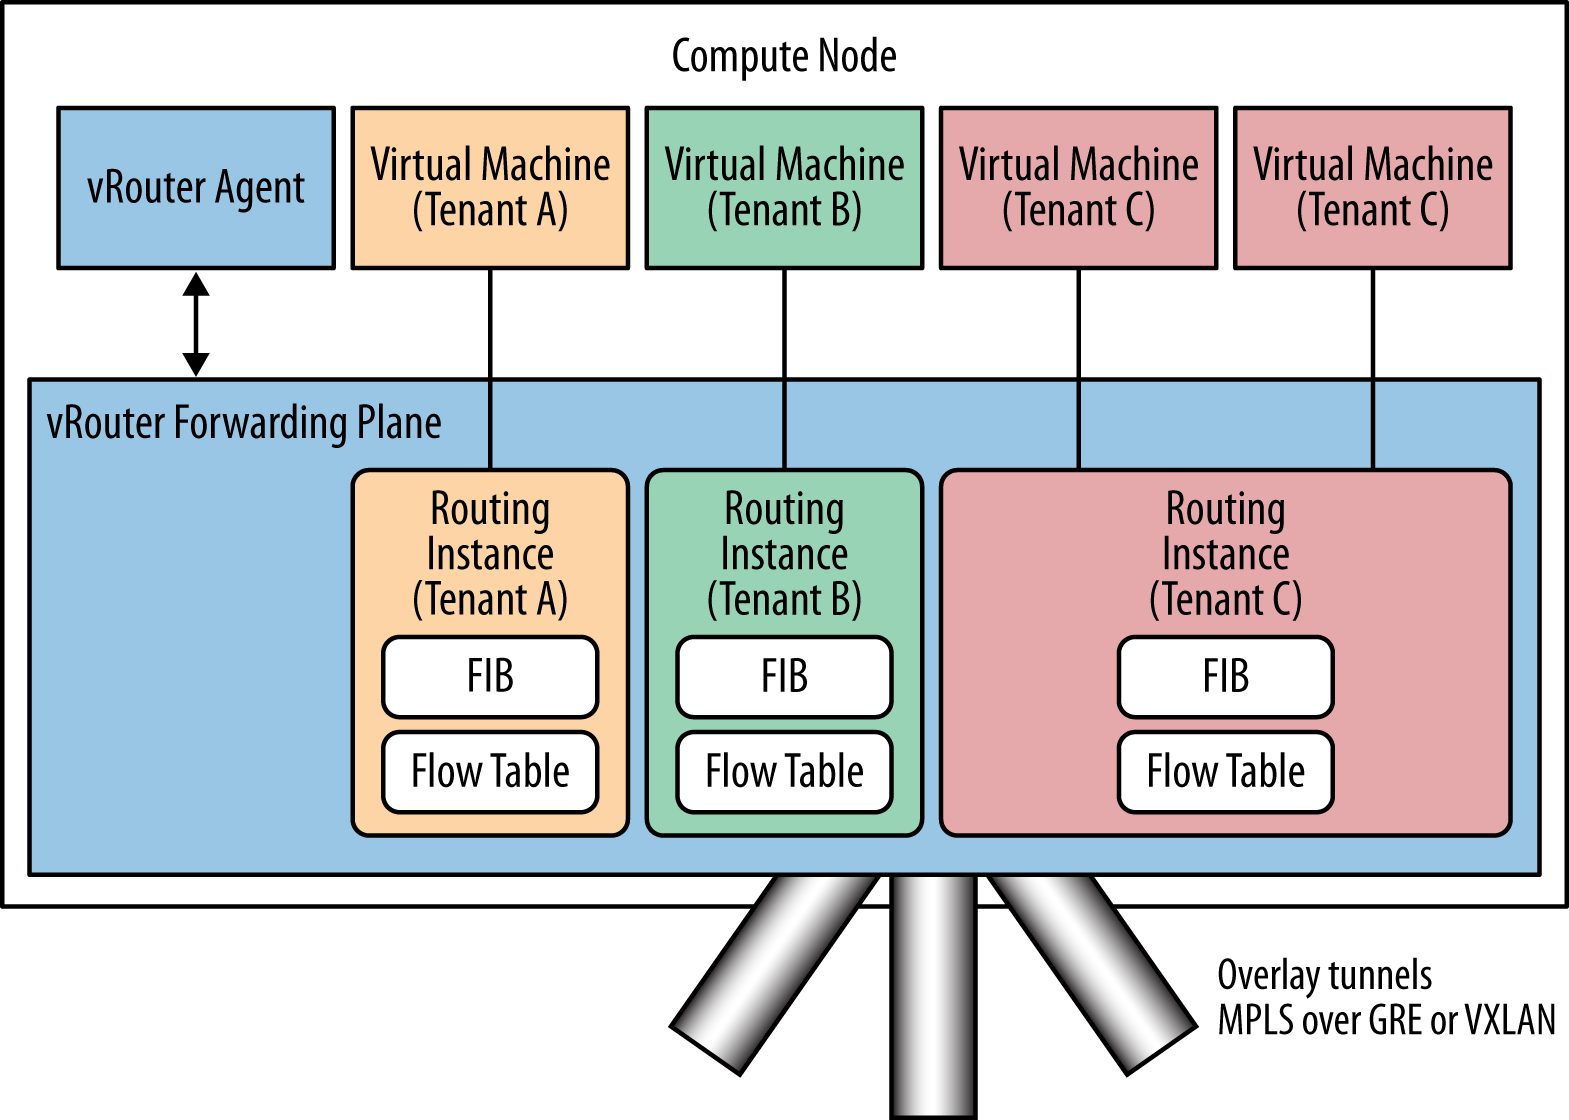 Compute Node
vRouter Agent
Virtual Machine
(Tenant A)
Virtual Machine
(Tenant B)
Virtual Machine
(Tenant C)
Virtual Machine
(Tenant C)
vRouter Forwarding Plane
Routing
Instance
(Tenant A)
FIB
Flow Table
Routing
Instance
(Tenant B)
FIB
Flow Table
Routing
Instance
(Tenant C)
FIB
Flow Table
Overlay tunnels
MPLS over GRE or VXLAN